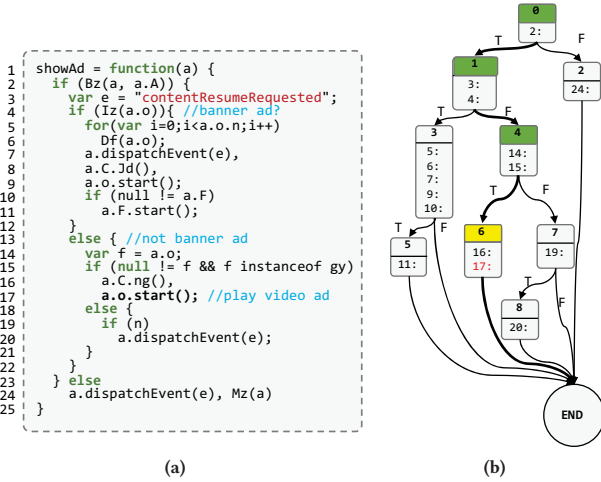 1 showAd = function(a) {
2 if (Bz(a, a.A)) {
3 var e = "contentResumeRequested";
4 if (Iz(a.o)){ //banner ad?
5 for(var i=0;i<a.o.n;i++)
6 Df(a.o);
7 a.dispatchEvent(e),
8 a.C.Jd(),
9 a.o.start();
10 if (null != a.F)
11 a.F.start();
12 }
13 else { //not banner ad
14 var f = a.o;
15 if (null != f && f instanceof gy)
16 a.C.ng(),
17 a.o.start(); //play video ad
18 else {
19 if (n)
20 a.dispatchEvent(e);
21 }
22 }
23 } else
24 a.dispatchEvent(e), Mz(a)
25 }
(a)
0
2:
T
F
1
3:
4:
2
24:
T
F
3
5:
6:
7:
9:
10:
4
14:
15:
T
F
T
F
5
11:
6
16:
17:
7
19:
T
F
8
20:
END
(b)